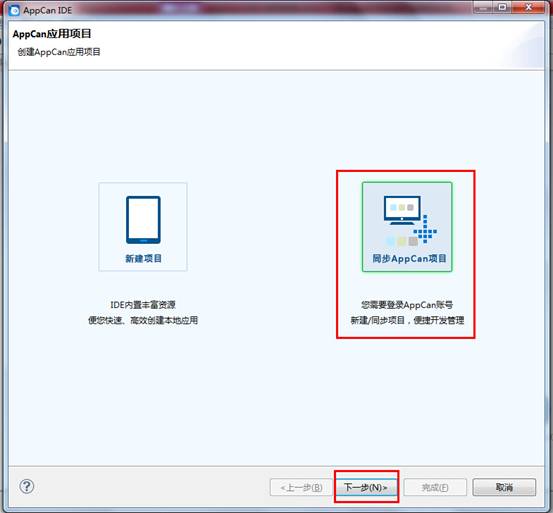 AppCan IDE
AppCan应用项目
创建AppCan应用项目
新建项目
同步AppCan项目
IDE内置丰富资源
便您快速、高效创建本地应用
您需要登录AppCan账号
新建/同步项目，便捷开发管理
?
<上一步(B)
下一步(N)>
完成(F)
取消